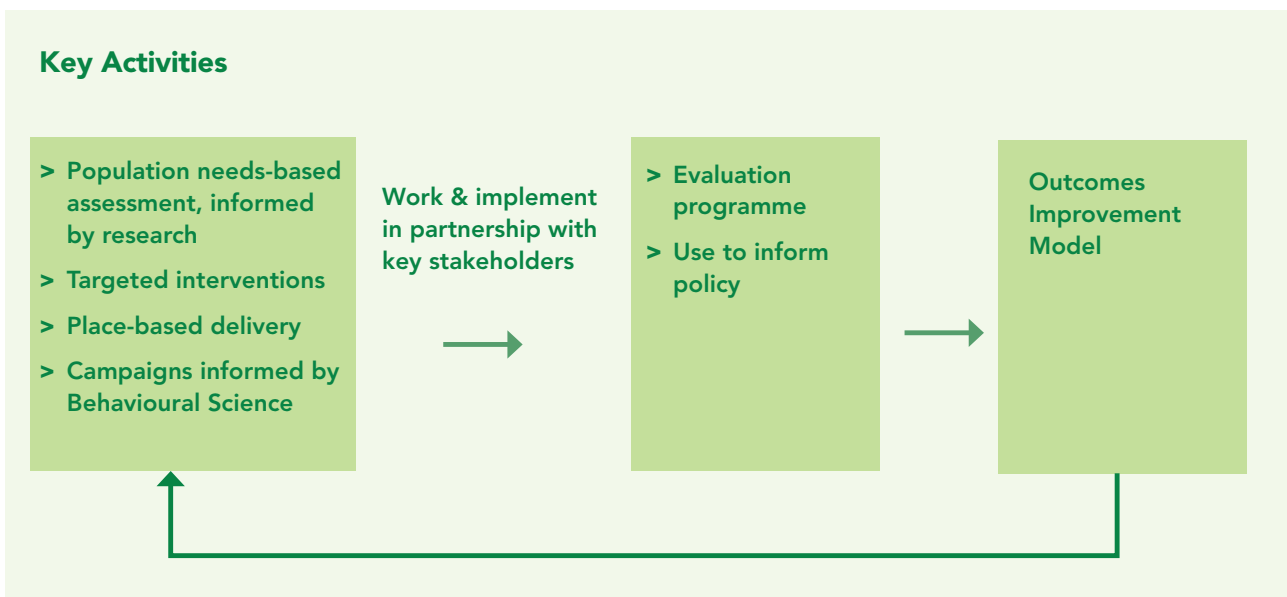 Key Activities
> Population needs-based
assessment, informed
by research
> Targeted interventions
> Place-based delivery
> Campaigns informed by
Behavioural Science
Work & implement
in partnership with
key stakeholders
> Evaluation
programme
> Use to inform
policy
Outcomes
Improvement
Model